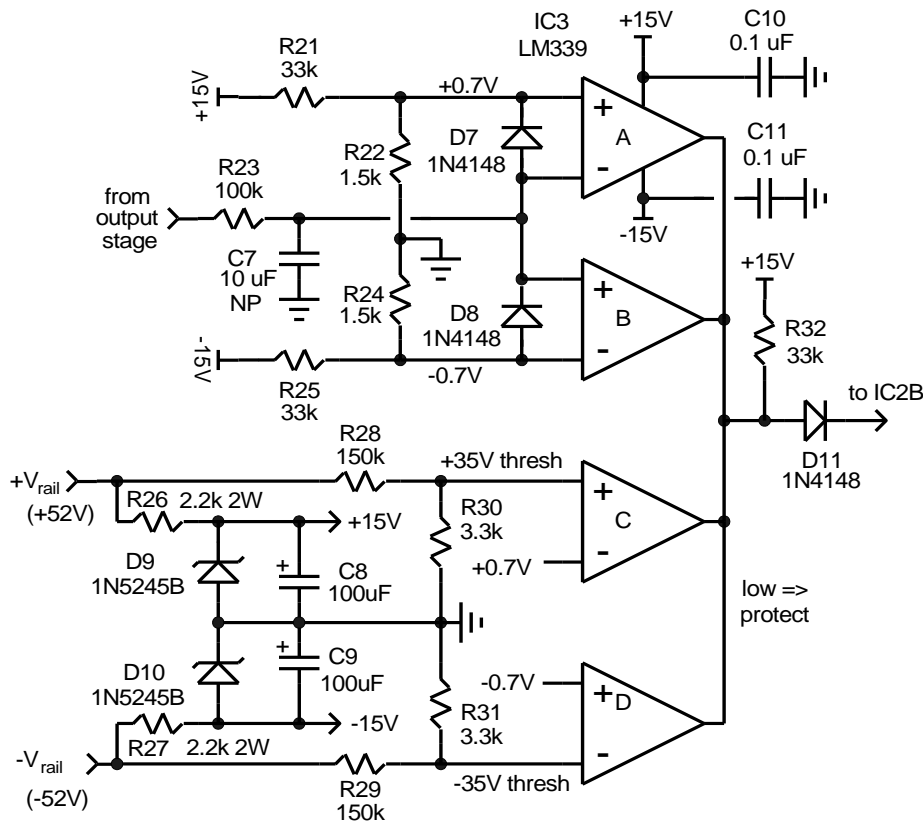 IC3
LM339
+15V
C10
0.1 uF
R21
33k
+15V
+0.7V
+
-
A
D7
1N4148
R22
1.5k
C11
0.1 uF
-15V
from
output
stage
R23
100k
C7
10 uF
NP
R24
1.5k
D8
1N4148
+
-
B
+15V
R32
33k
-15V
R25
33k
-0.7V
to IC2B
D11
1N4148
+Vrail
(+52V)
R28
150k
+35V thresh
R26
2.2k 2W
+15V
R30
3.3k
+
-
C
+0.7V
D9
1N5245B
+
C8
100uF
low =>
protect
D10
1N5245B
+
C9
100uF
-0.7V
+
-
D
R31
3.3k
-15V
R27
2.2k 2W
-Vrail
(-52V)
R29
150k
-35V thresh